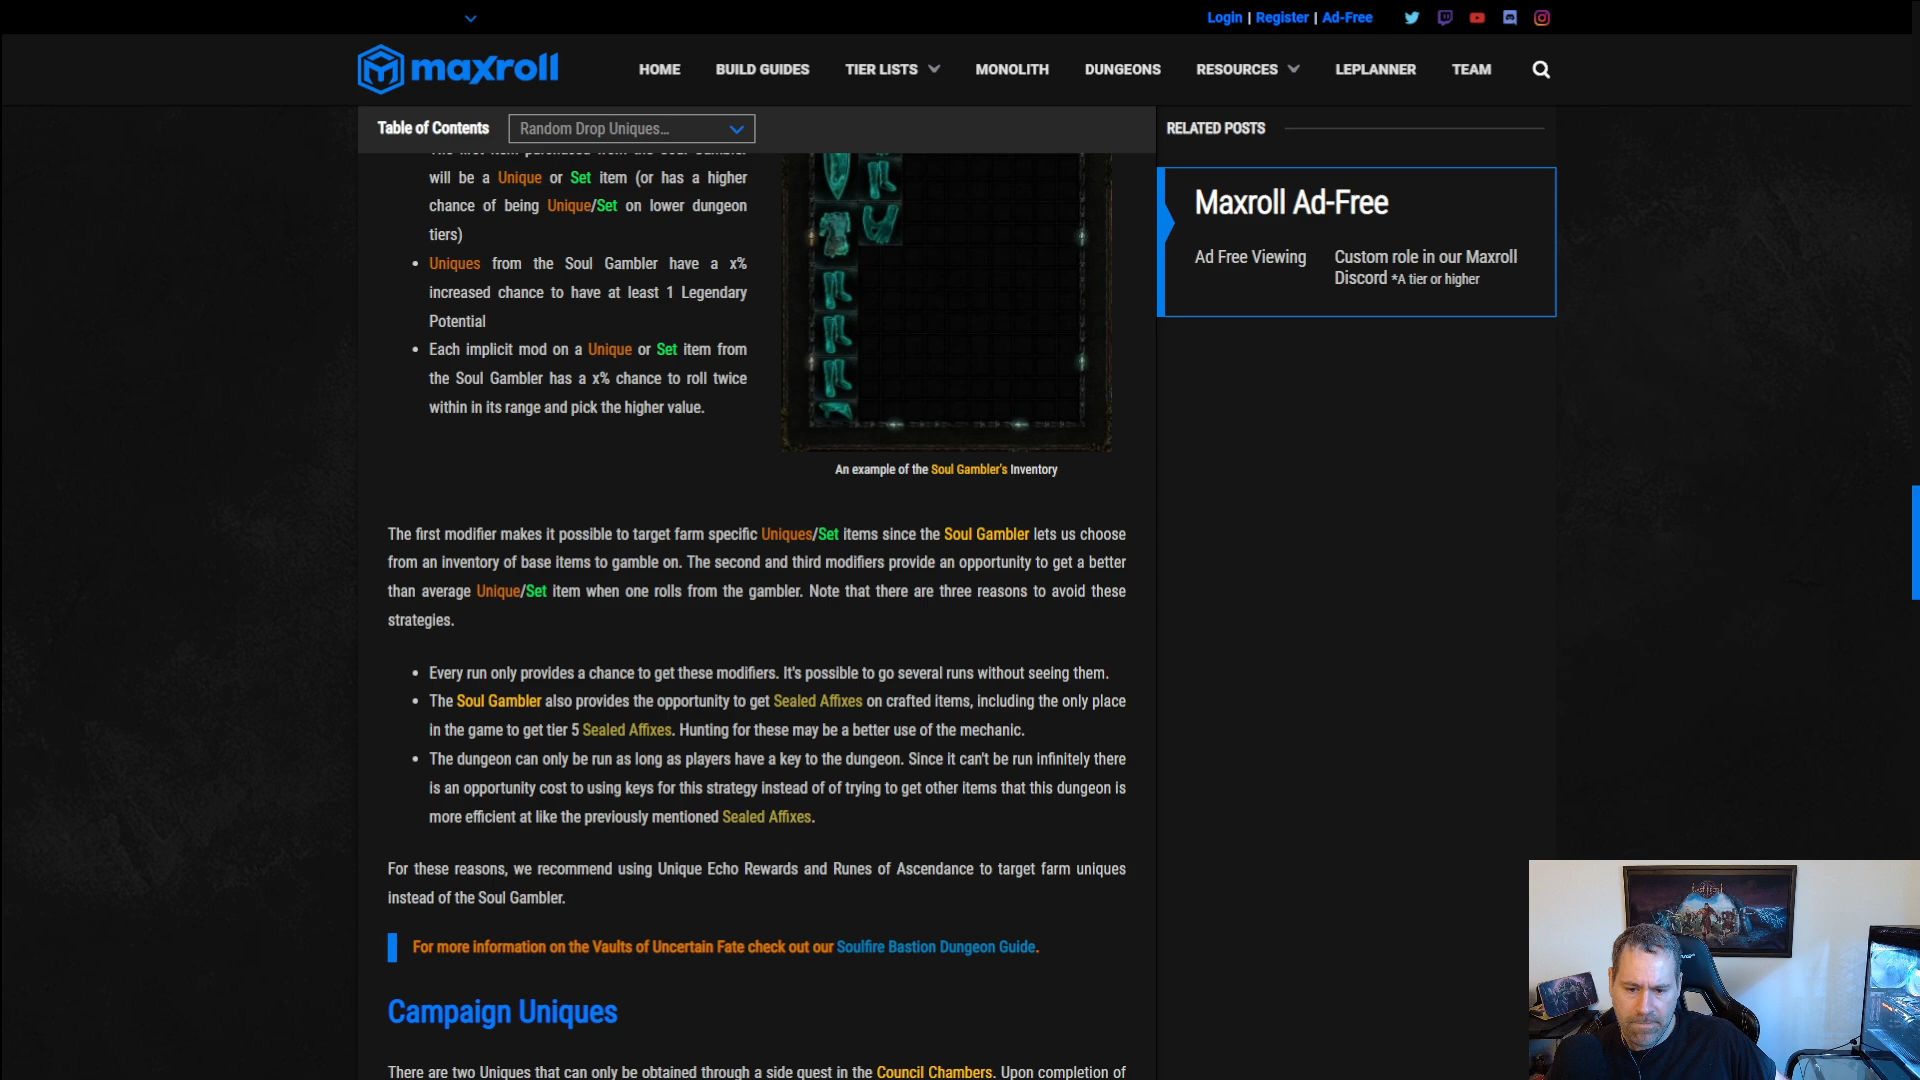 Login | Register | Ad-Free
maxroll
HOME
BUILD GUIDES
TIER LISTS
MONOLITH
DUNGEONS
RESOURCES
LEPLANNER
TEAM
Table of Contents
Random Drop Uniques...
The first item purchased from the Soul Gambler
will be a Unique or Set item (or has a higher
chance of being Unique/Set on lower dungeon
tiers)
Uniques from the Soul Gambler have a x%
increased chance to have at least 1 Legendary
Potential
Each implicit mod on a Unique or Set item from
the Soul Gambler has a x% chance to roll twice
within in its range and pick the higher value.
An example of the Soul Gambler's Inventory
The first modifier makes it possible to target farm specific Uniques/Set items since the Soul Gambler lets us choose
from an inventory of base items to gamble on. The second and third modifiers provide an opportunity to get a better
than average Unique/Set item when one rolls from the gambler. Note that there are three reasons to avoid these
strategies.
Every run only provides a chance to get these modifiers. It's possible to go several runs without seeing them.
The Soul Gambler also provides the opportunity to get Sealed Affixes on crafted items, including the only place
in the game to get tier 5 Sealed Affixes. Hunting for these may be a better use of the mechanic.
The dungeon can only be run as long as players have a key to the dungeon. Since it can't be run infinitely there
is an opportunity cost to using keys for this strategy instead of of trying to get other items that this dungeon is
more efficient at like the previously mentioned Sealed Affixes.
For these reasons, we recommend using Unique Echo Rewards and Runes of Ascendance to target farm uniques
instead of the Soul Gambler.
For more information on the Vaults of Uncertain Fate check out our Soulfire Bastion Dungeon Guide.
Campaign Uniques
There are two Uniques that can only be obtained through a side quest in the Council Chambers. Upon completion of
RELATED POSTS
Maxroll Ad-Free
Ad Free Viewing
Custom role in our Maxroll
Discord *A tier or higher